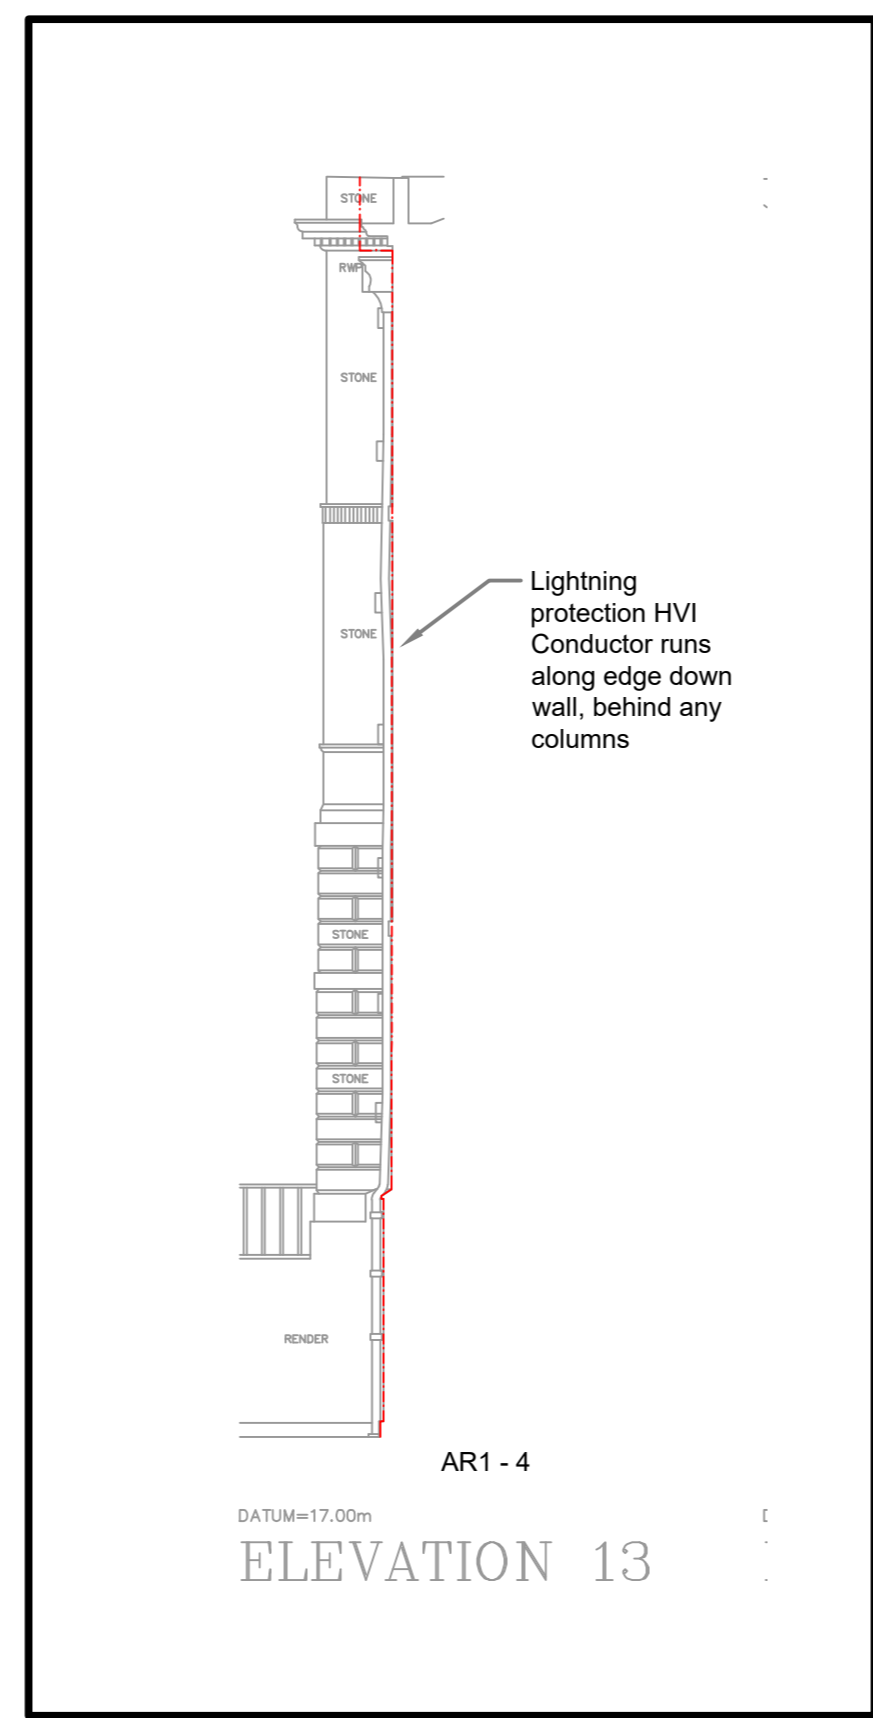 STONE
RWP
STONE
Lightning
protection HVI
Conductor runs
along edge down
wall, behind any
columns
STONE
STONE
STONE
RENDER
AR1 - 4
DATUM=17.00m
ELEVATION 13